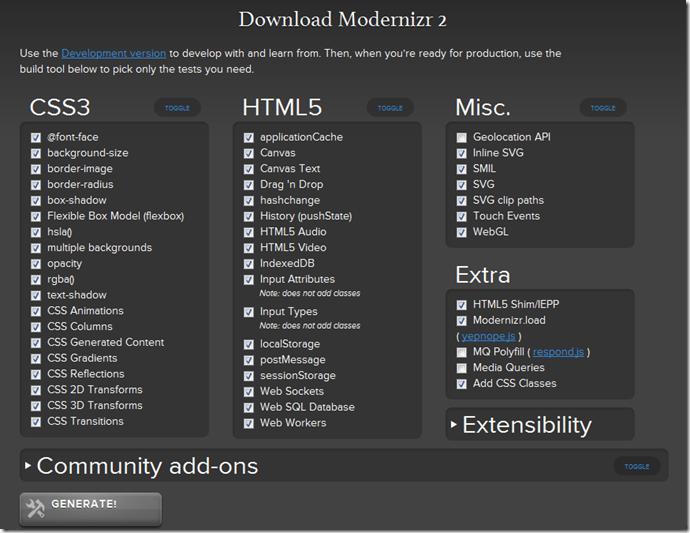 Download Modernizr 2
Use the Development version to develop with and learn from. Then, when you're ready for production, use the
build tool below to pick only the tests you need.
CSS3
TOGGLE
@font-face
background-size
border-image
border-radius
box-shadow
Flexible Box Model (flexbox)
hsla()
multiple backgrounds
opacity
rgba()
text-shadow
CSS Animations
CSS Columns
CSS Generated Content
CSS Gradients
CSS Reflections
CSS 2D Transforms
CSS 3D Transforms
CSS Transitions
HTML5
TOGGLE
applicationCache
Canvas
Canvas Text
Drag 'n Drop
hashchange
History (pushState)
HTML5 Audio
HTML5 Video
IndexedDB
Input Attributes
Note: does not add classes
Input Types
Note: does not add classes
localStorage
postMessage
sessionStorage
Web Sockets
Web SQL Database
Web Workers
Misc.
TOGGLE
Geolocation API
Inline SVG
SMIL
SVG
SVG clip paths
Touch Events
WebGL
Extra
HTML5 Shim/IEPP
Modernizr.load
( yepnope.js )
MQ Polyfill ( respond.js )
Media Queries
Add CSS Classes
Extensibility
Community add-ons
TOGGLE
GENERATE!